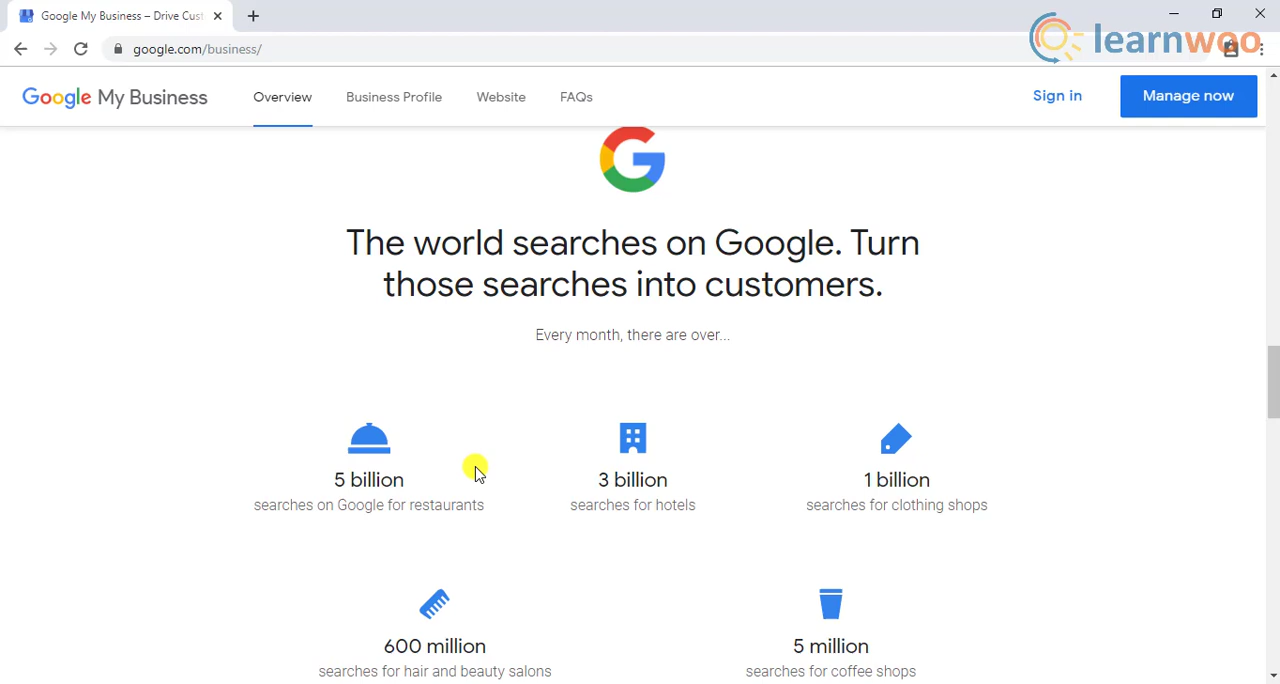 Google My Business – Drive Cust
google.com/business/
learnwoo
Google My Business
Overview
Business Profile
Website
FAQs
Sign in
Manage now
The world searches on Google. Turn
those searches into customers.
Every month, there are over...
5 billion
searches on Google for restaurants
3 billion
searches for hotels
1 billion
searches for clothing shops
600 million
searches for hair and beauty salons
5 million
searches for coffee shops